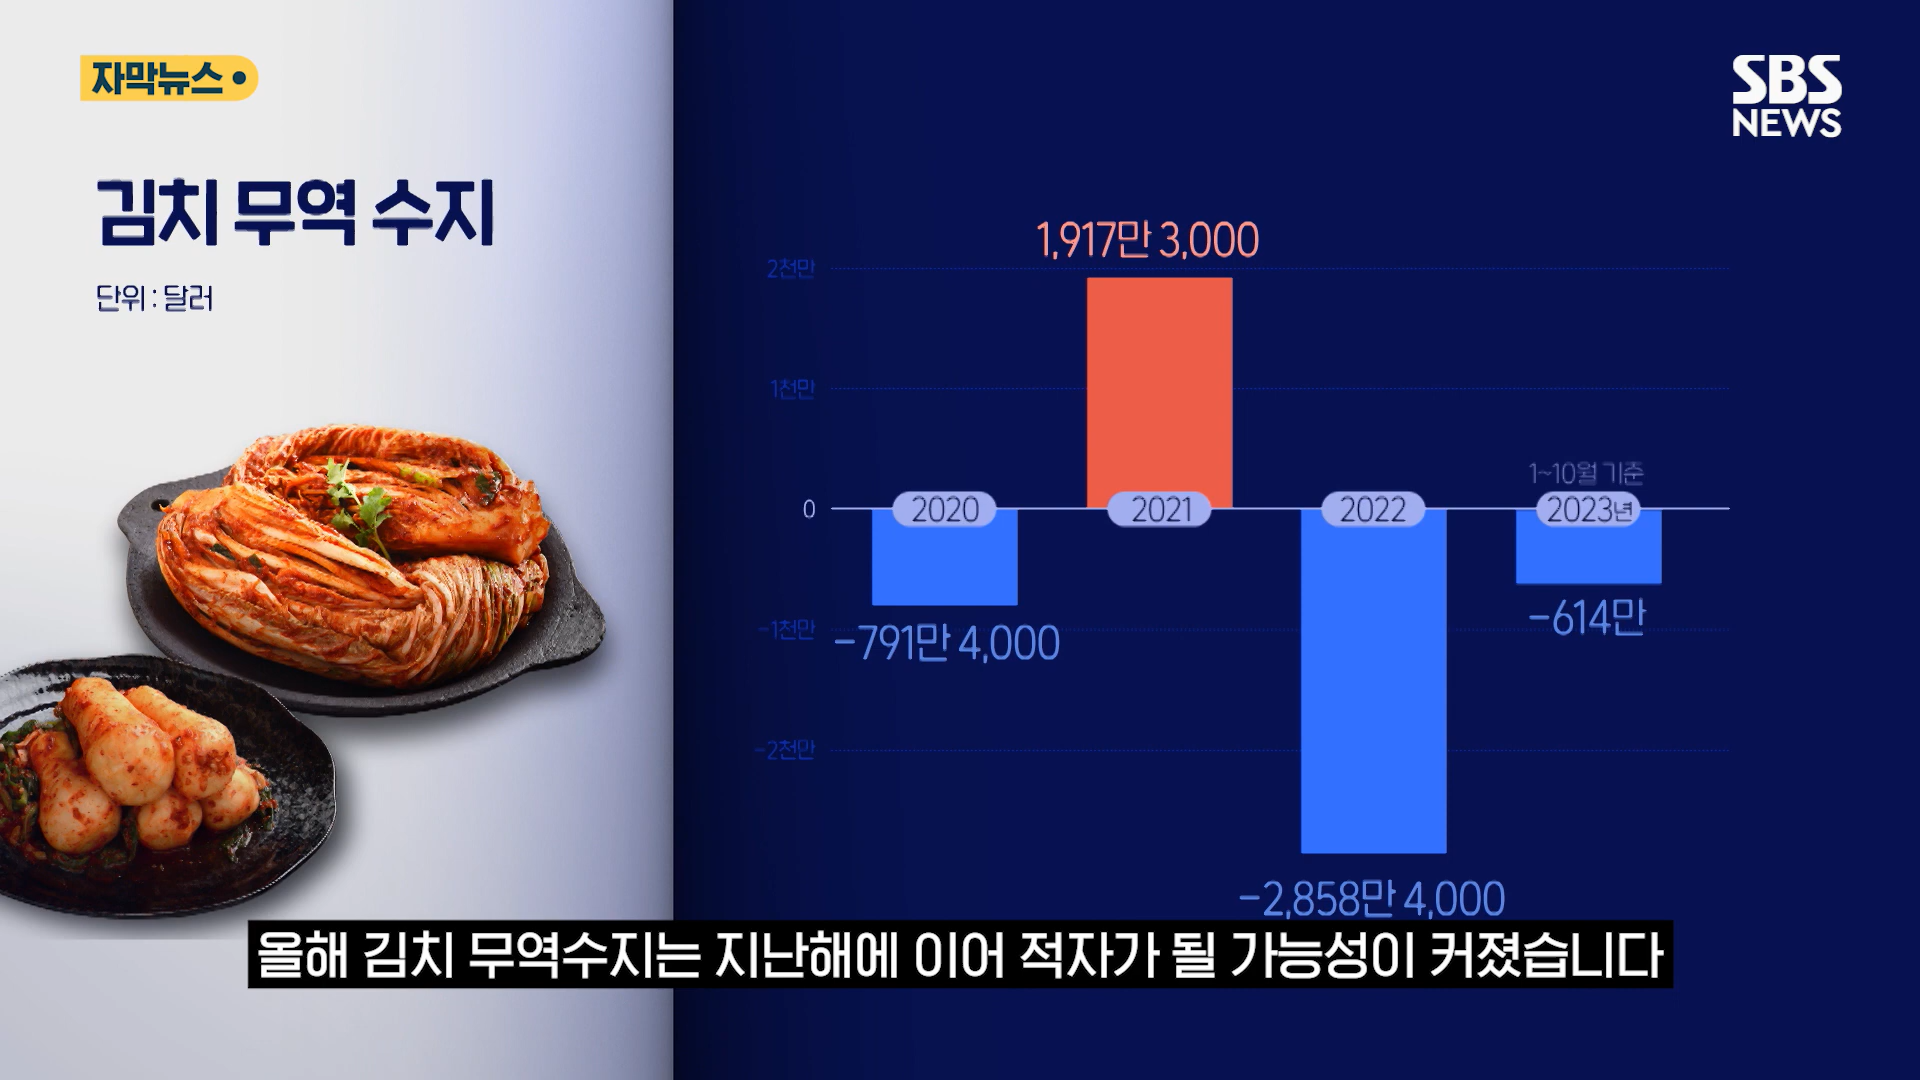 자막뉴스
SBS
NEWS
김치 무역 수지
단위 : 달러
1,917만 3,000
2천만
1천만
1~10월 기준
0
2020
2021
2022
2023년
-1천만
-791만 4,000
-614만
-2천만
-2,858만 4,000
올해 김치 무역수지는 지난해에 이어 적자가 될 가능성이 커졌습니다